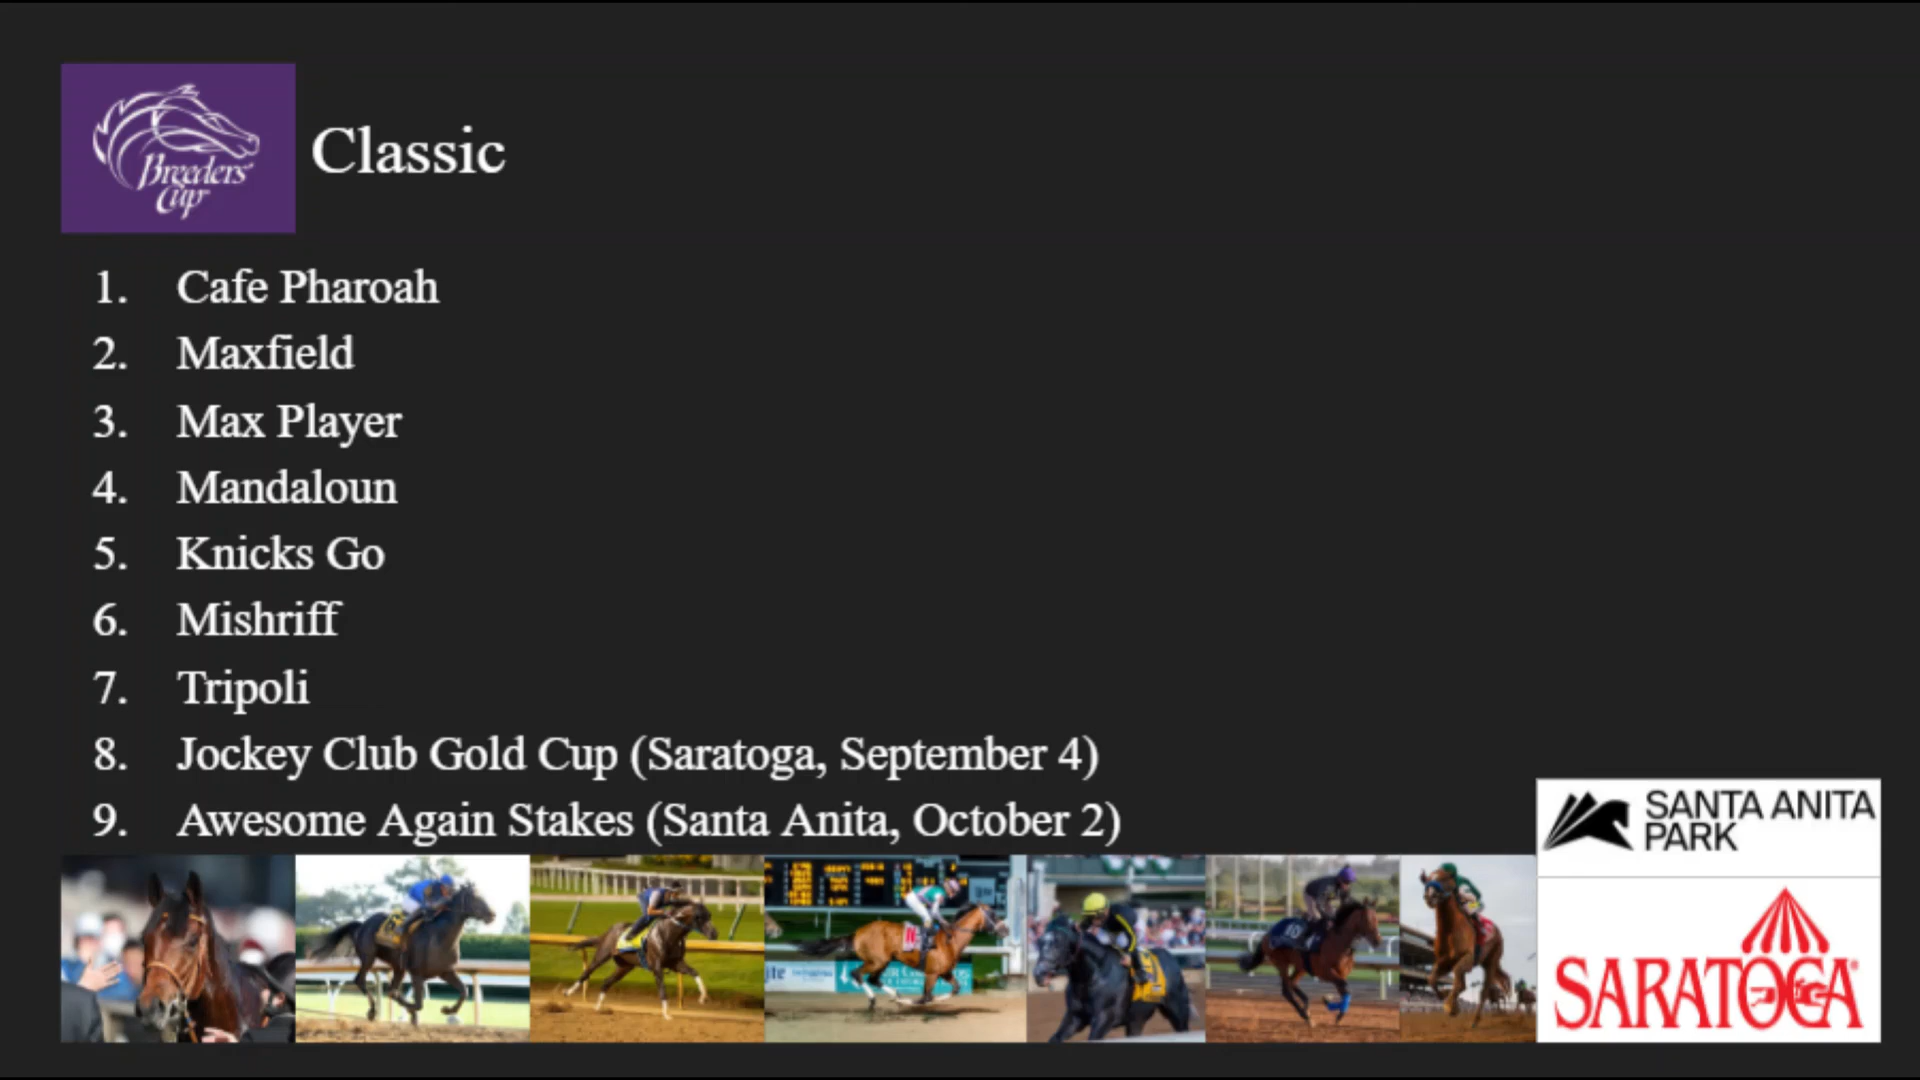 Breeders'
Cup
Classic
1. Cafe Pharoah
2. Maxfield
3. Max Player
4. Mandaloun
5. Knicks Go
6. Mishriff
7. Tripoli
8. Jockey Club Gold Cup (Saratoga, September 4)
9. Awesome Again Stakes (Santa Anita, October 2)
SANTA ANITA
PARK
SARATOGA